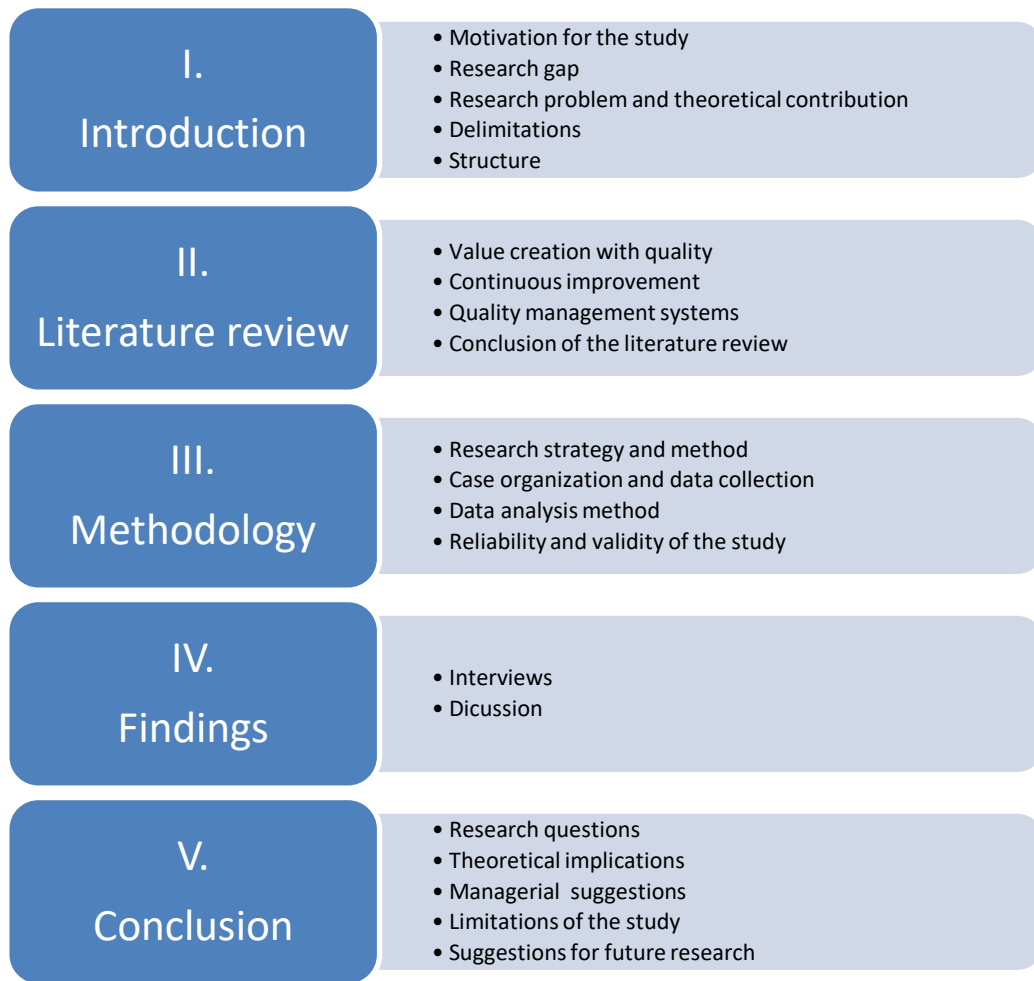 I.
Introduction
• Motivation for the study
• Research gap
• Research problem and theoretical contribution
• Delimitations
• Structure
II.
Literature review
• Value creation with quality
• Continuous improvement
• Quality management systems
• Conclusion of the literature review
III.
Methodology
• Research strategy and method
• Case organization and data collection
• Data analysis method
• Reliability and validity of the study
IV.
Findings
• Interviews
• Dicussion
V.
Conclusion
• Research questions
• Theoretical implications
• Managerial suggestions
• Limitations of the study
• Suggestions for future research